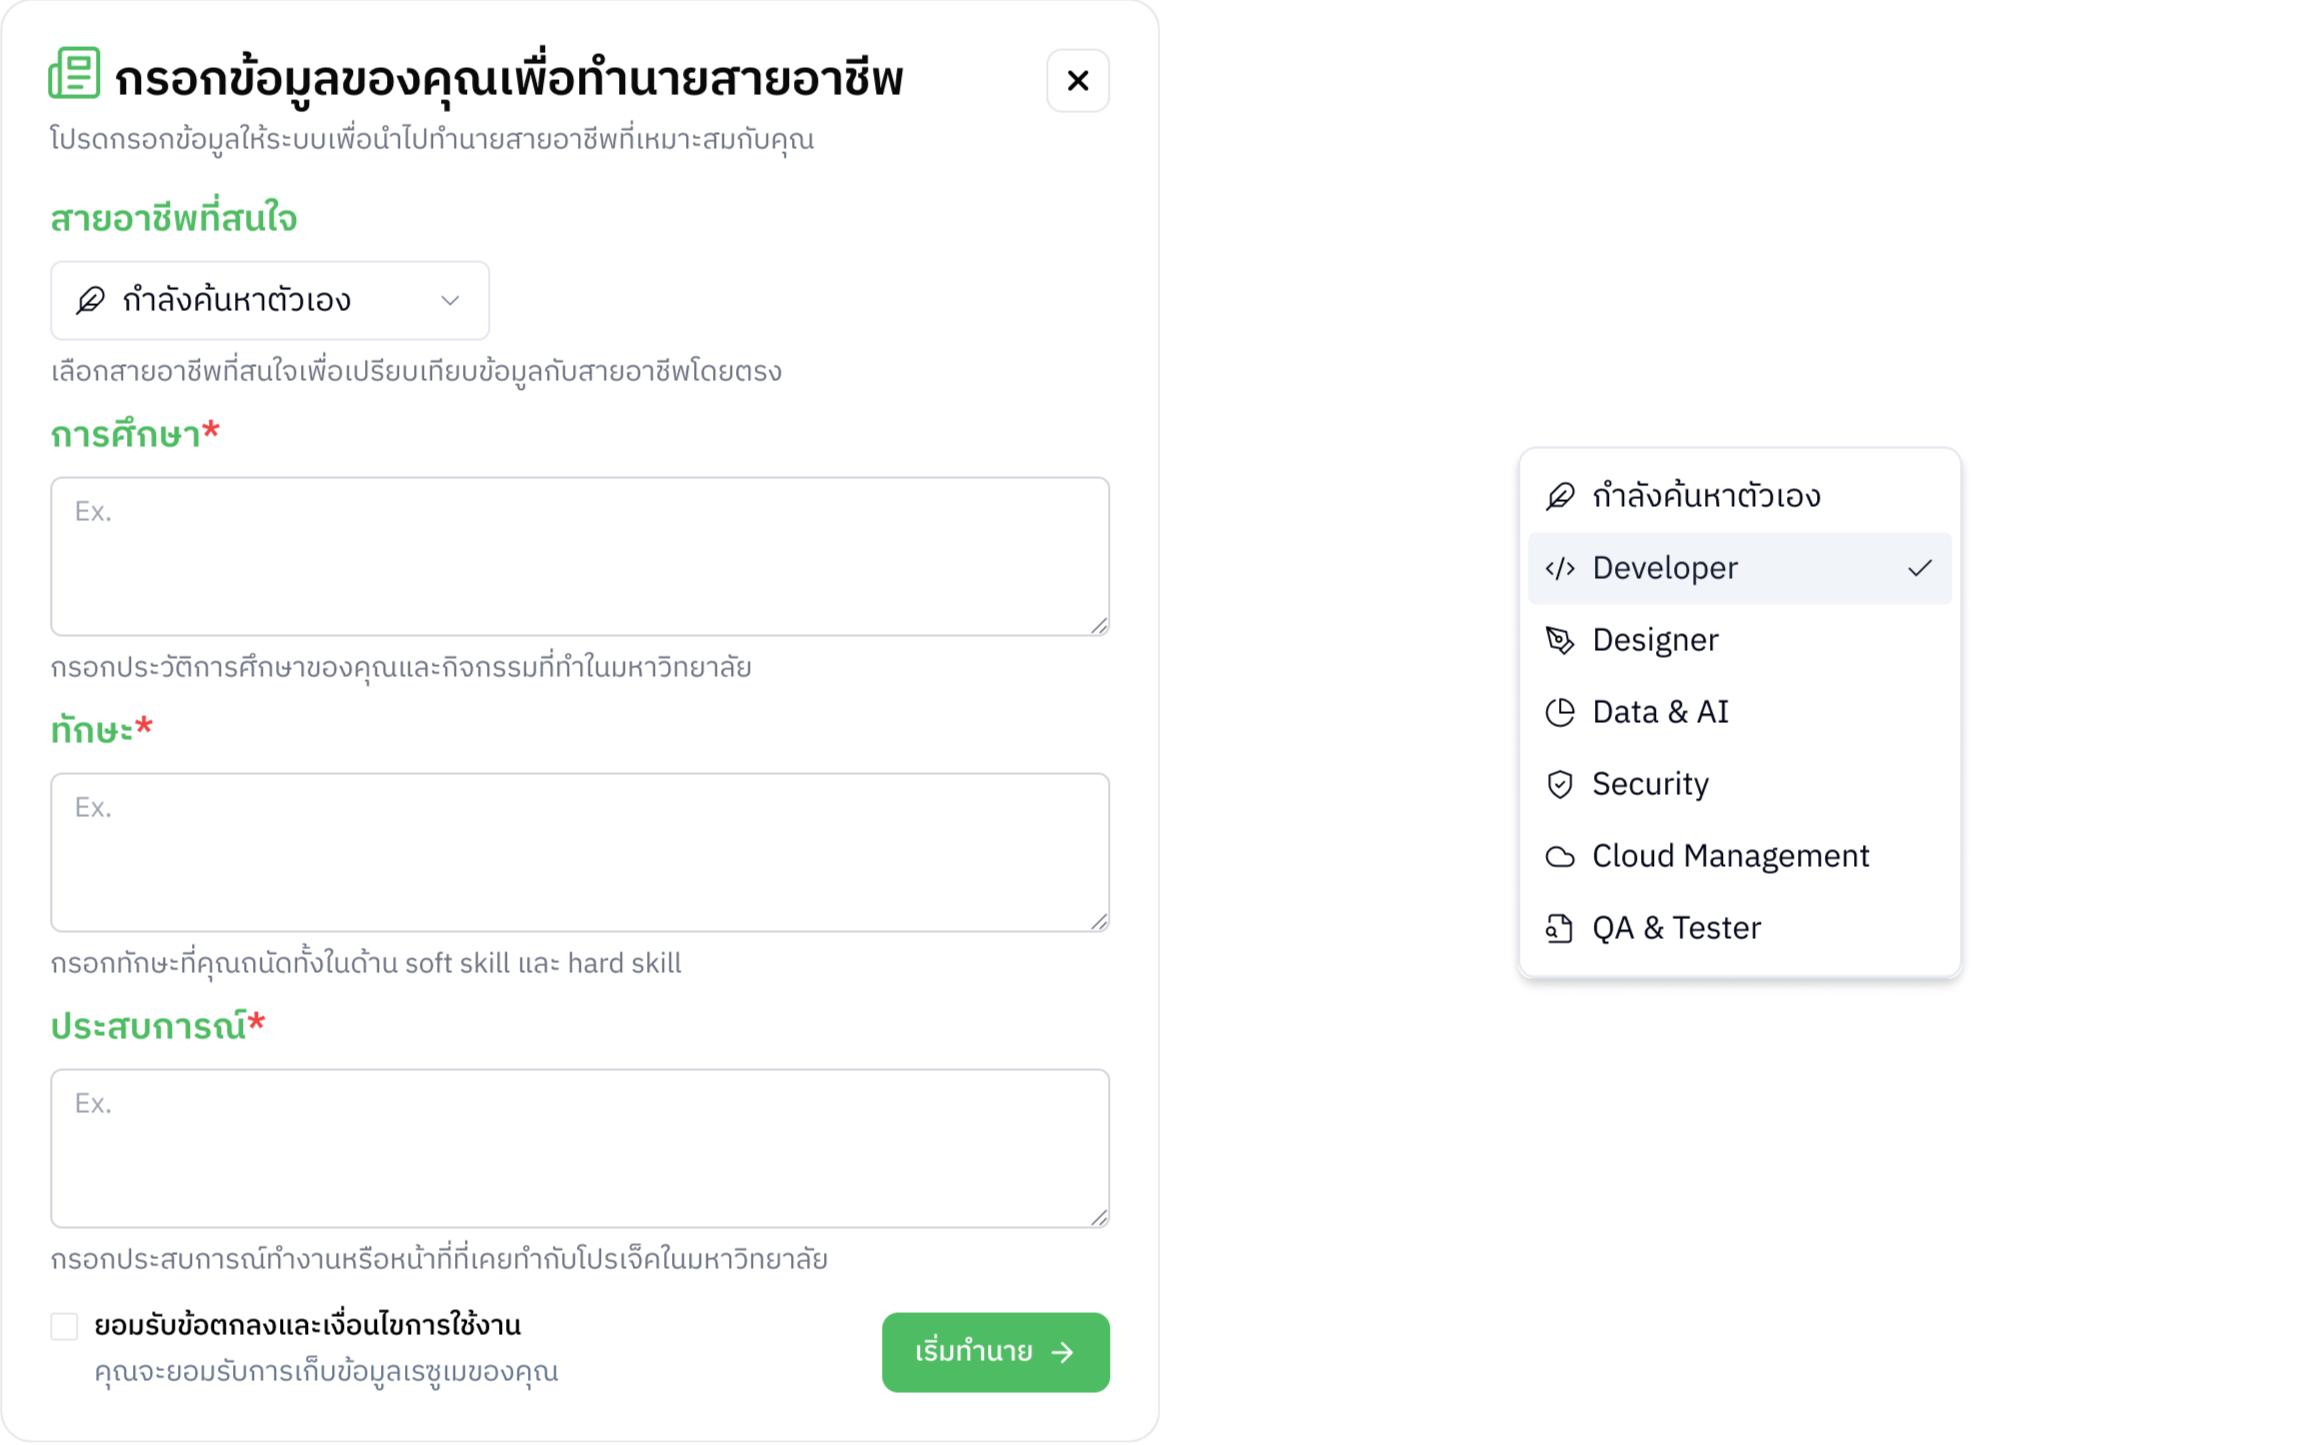 กรอกข้อมูลของคุณเพื่อทำนายสายอาชีพ
โปรดกรอกข้อมูลให้ระบบเพื่อนำไปทำนายสายอาชีพที่เหมาะสมกับคุณ
สายอาชีพที่สนใจ
กำลังค้นหาตัวเอง
เลือกสายอาชีพที่สนใจเพื่อเปรียบเทียบข้อมูลกับสายอาชีพโดยตรง
การศึกษา*
Ex.
กรอกประวัติการศึกษาของคุณและกิจกรรมที่ทำในมหาวิทยาลัย
ทักษะ*
Ex.
กรอกทักษะที่คุณถนัดทั้งในด้าน soft skill และ hard skill
ประสบการณ์*
Ex.
กรอกประสบการณ์ทำงานหรือหน้าที่ที่เคยทำกับโปรเจ็คในมหาวิทยาลัย
ยอมรับข้อตกลงและเงื่อนไขการใช้งาน
คุณจะยอมรับการเก็บข้อมูลเรซูเมของคุณ
เริ่มทำนาย
กำลังค้นหาตัวเอง
Developer
Designer
Data & AI
Security
Cloud Management
QA & Tester